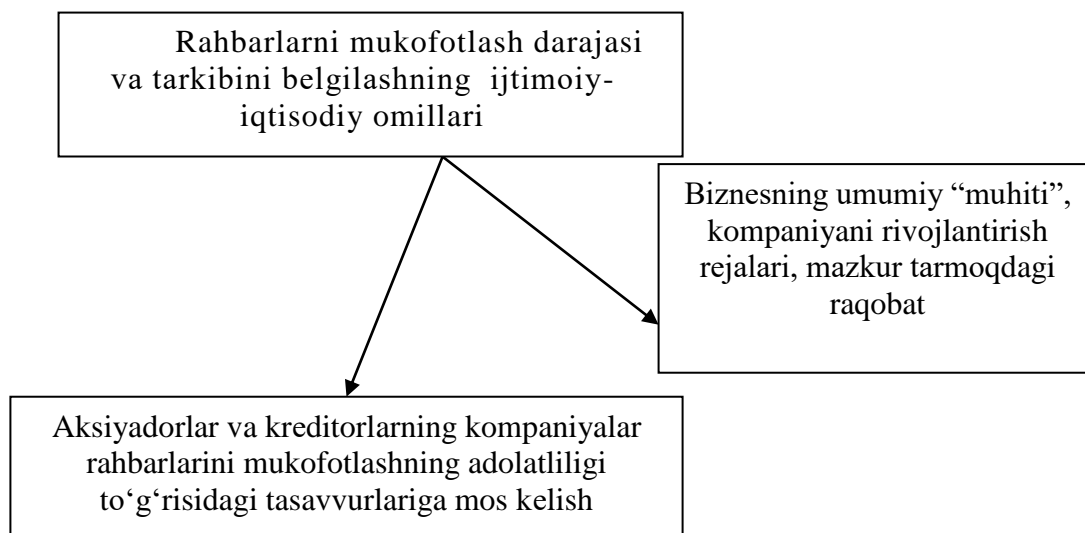 Rahbarlarni mukofotlash darajasi
va tarkibini belgilashning ijtimoiy-
iqtisodiy omillari
Biznesning umumiy “muhiti”,
kompaniyani rivojlantirish
rejalari, mazkur tarmoqdagi
raqobat
Aksiyadorlar va kreditorlarning kompaniyalar
rahbarlarini mukofotlashning adolatliligi
to‘g‘risidagi tasavvurlariga mos kelish